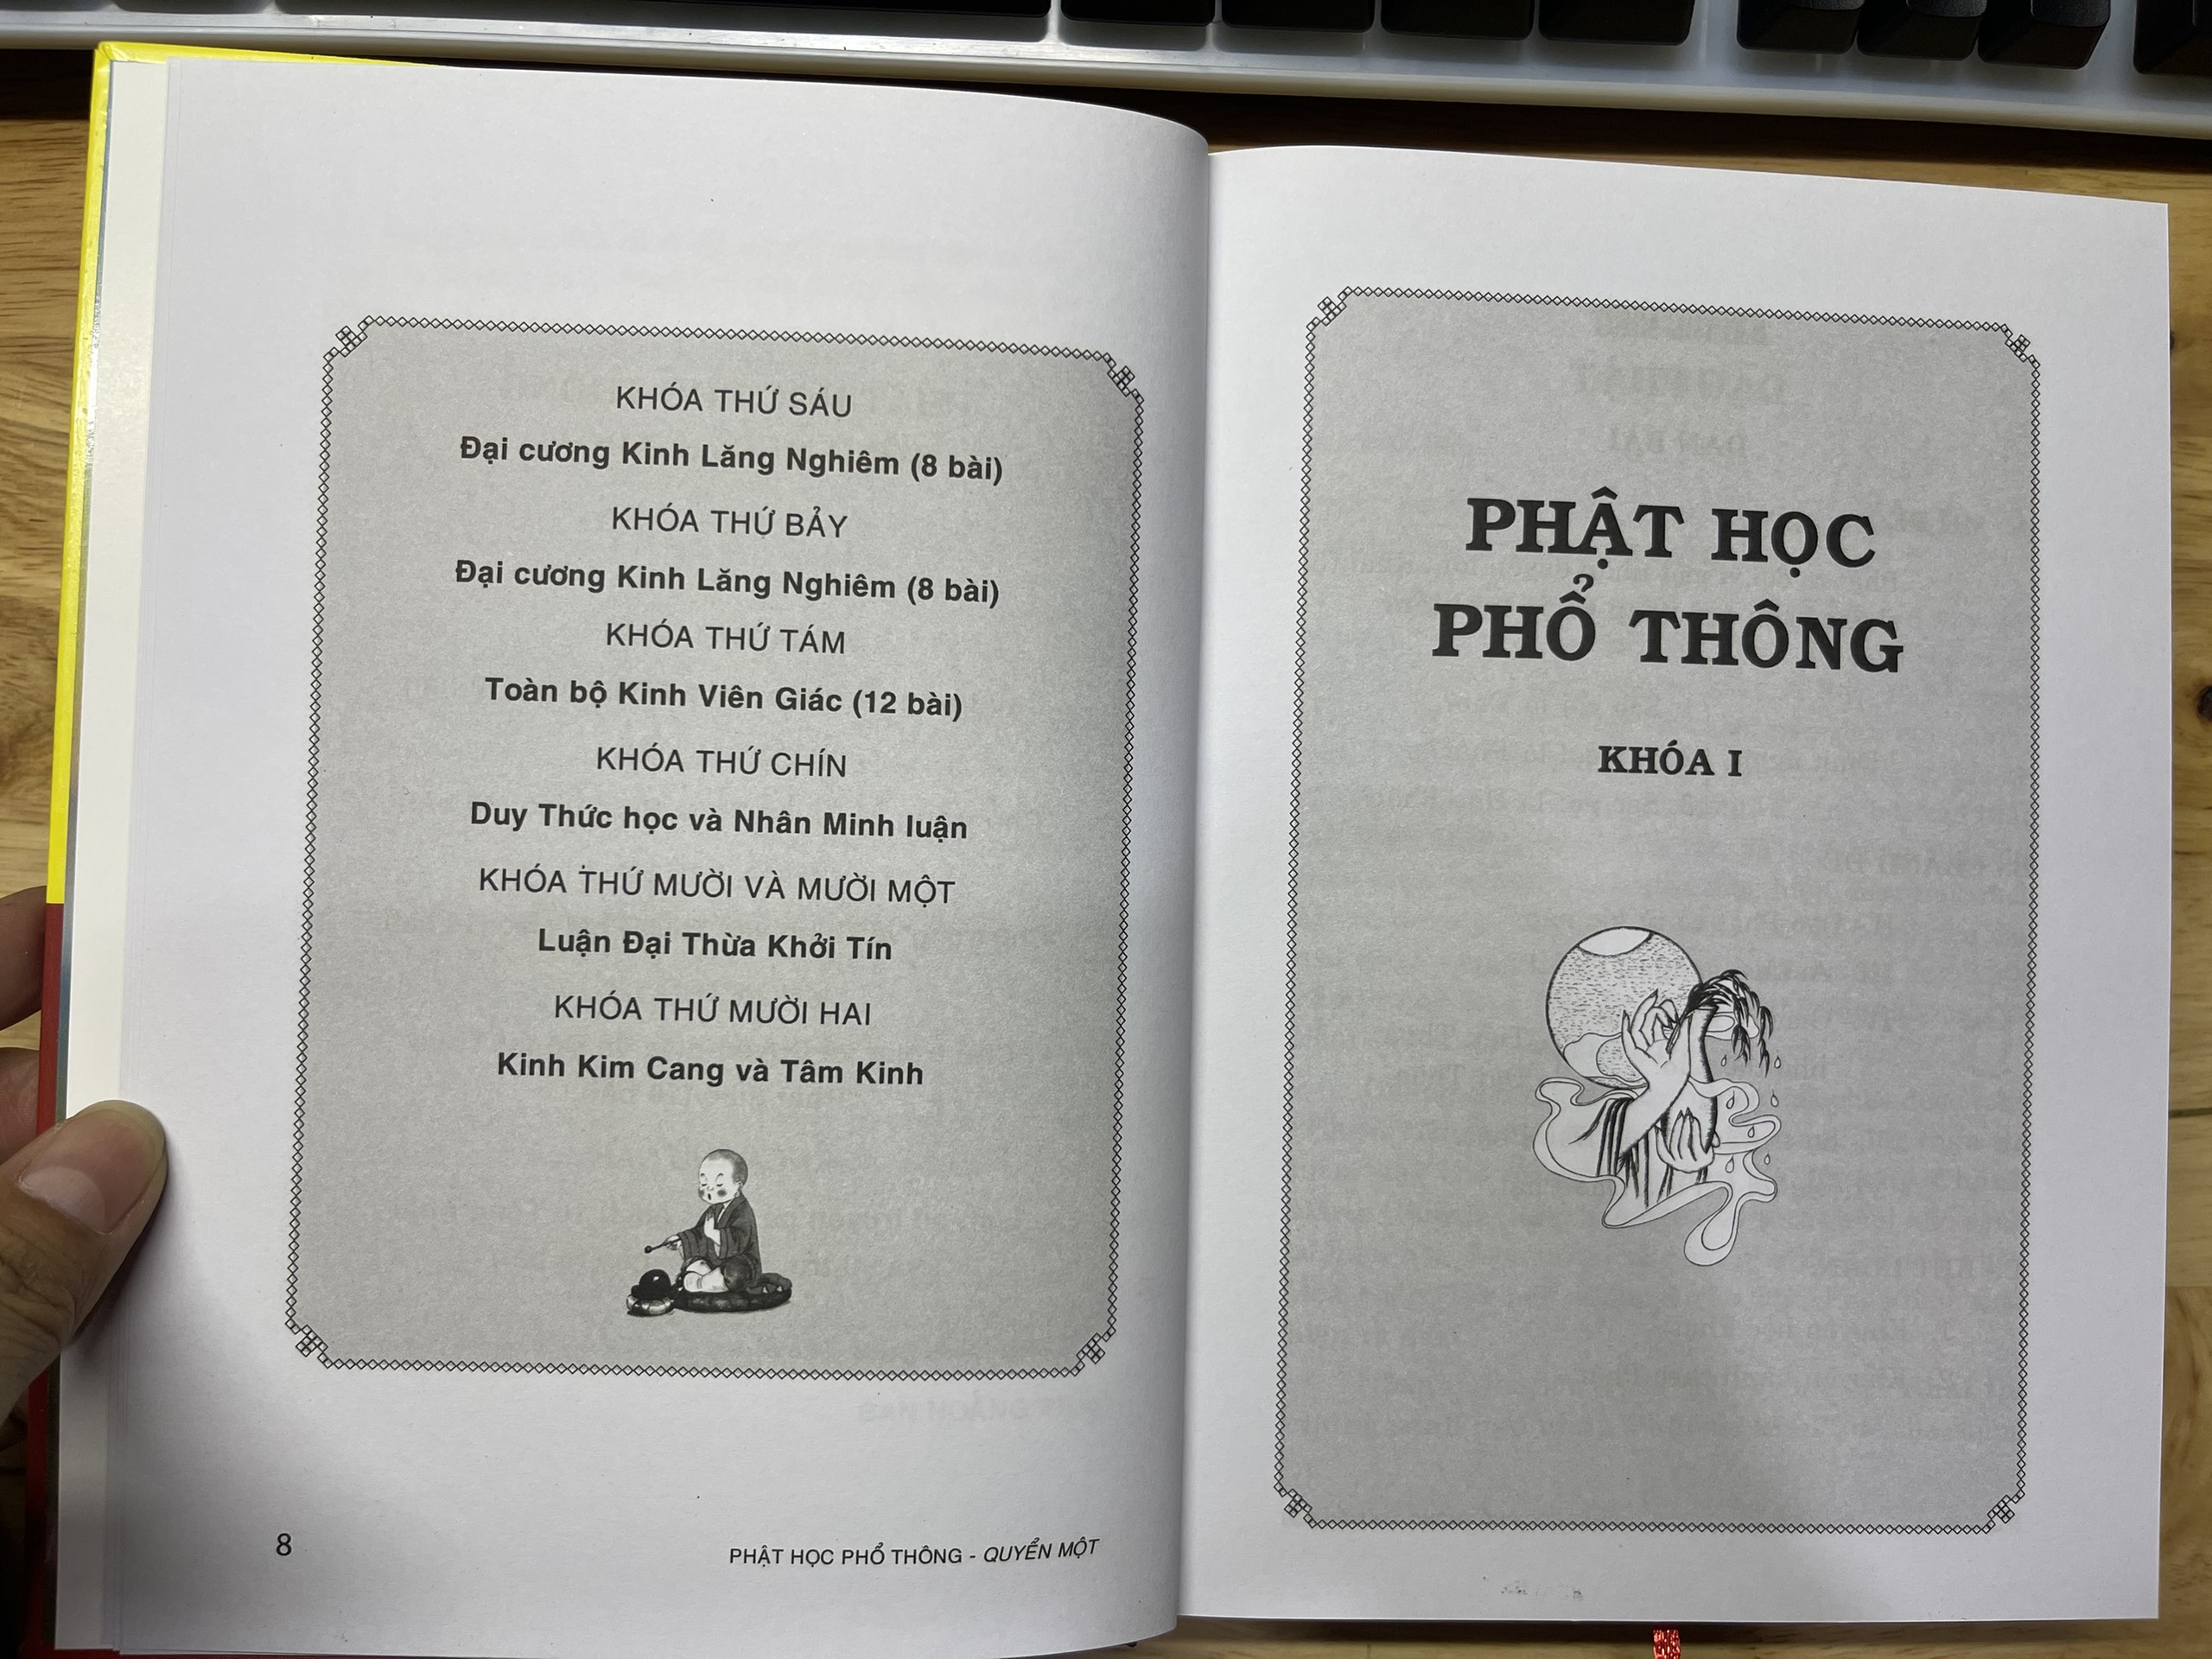 KHÓA THỨ SÁU
Đại cương Kinh Lăng Nghiêm (8 bài)
KHÓA THỨ BẢY
Đại cương Kinh Lăng Nghiêm (8 bài)
KHÓA THỨ TÁM
Toàn bộ Kinh Viên Giác (12 bài)
KHÓA THỨ CHÍN
Duy Thức học và Nhân Minh luận
KHÓA THỨ MƯỜI VÀ MƯỜI MỘT
Luận Đại Thừa Khởi Tín
KHÓA THỨ MƯỜI HAI
Kinh Kim Cang và Tâm Kinh
8
PHẬT HỌC PHỔ THÔNG - QUYỂN MỘT
PHẬT HỌC
PHỔ THÔNG
KHÓA I